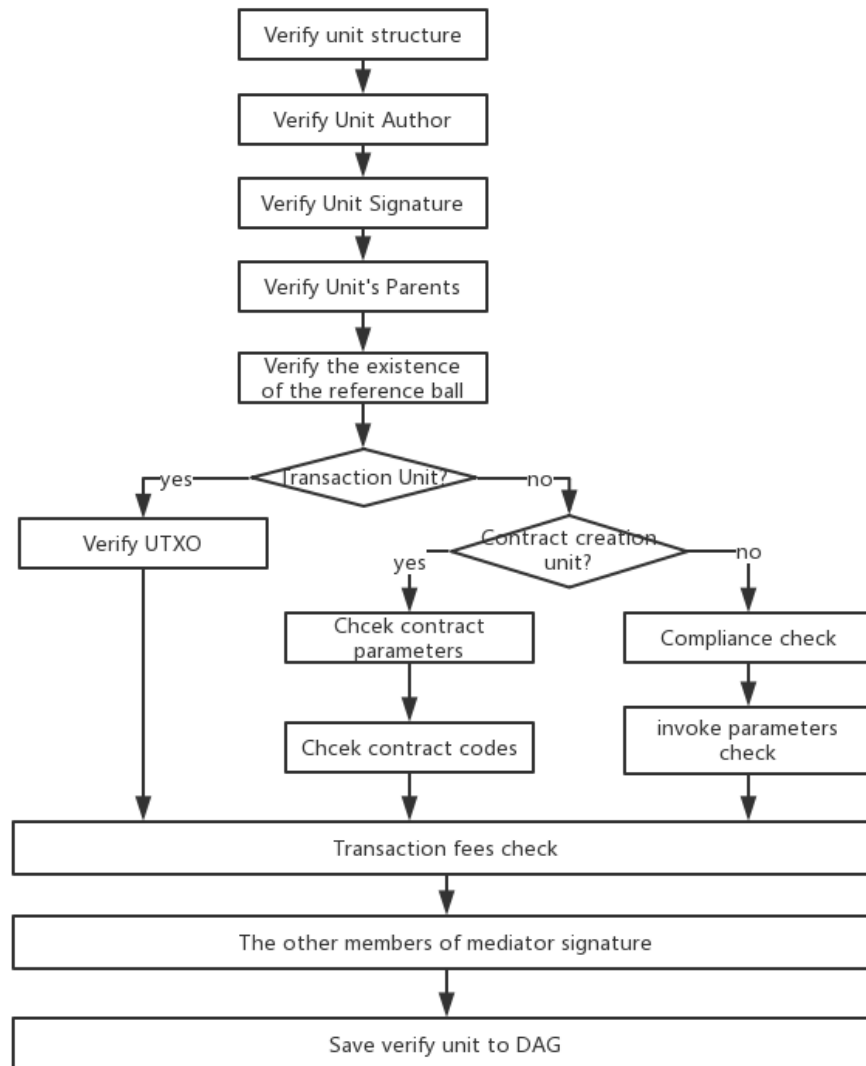 Verify unit structure
Verify Unit Author
Verify Unit Signature
Verify Unit's Parents
Verify the existence
of the reference ball
Transaction Unit?
yes
no
Verify UTXO
Contract creation
unit?
yes
no
Chcek contract
parameters
Compliance check
Chcek contract codes
invoke parameters
check
Transaction fees check
The other members of mediator signature
Save verify unit to DAG